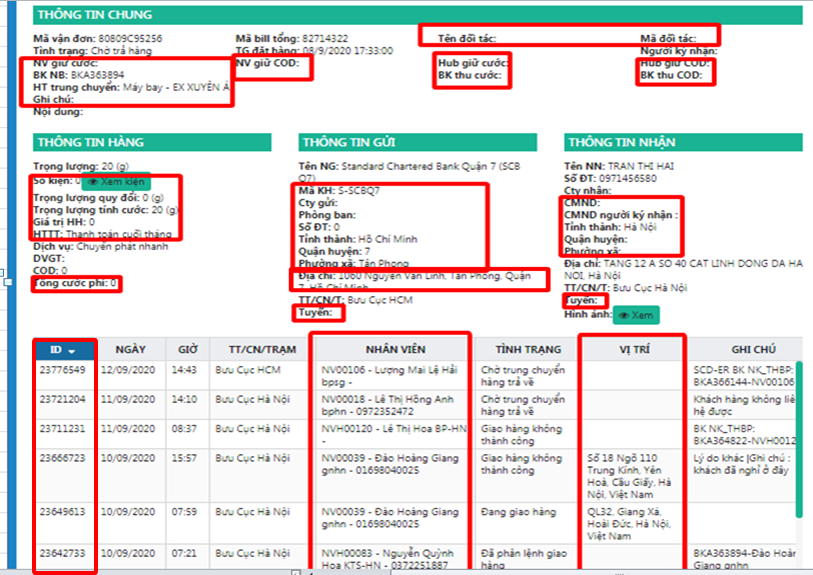 THÔNG TIN CHUNG
Mã vận đơn: 80809C95256 Mã bill tổng: 82714322 Tên đối tác: Mã đối tác:
Tình trạng: Chờ trả hàng TG đặt hàng: 08/9/2020 17:33:00 Người ký nhận:
NV giữ cước: NV giữ COD: Hub giữ cước: Hub giữ COD:
BK NB: BKA363894 BK thu cước: BK thu COD:
HT trung chuyển: Máy bay - EX XUYÊN Á
Ghi chú:
Nội dung:
THÔNG TIN HÀNG
Trọng lượng: 20 (g)
Số kiện: 0 Xem kiện
Trọng lượng quy đổi: 0 (g)
Trọng lượng tính cước: 20 (g)
Giá trị HH: 0
HTTT: Thanh toán cuối tháng
Dịch vụ: Chuyển phát nhanh
DVGT:
COD: 0
Tổng cước phí: 0
THÔNG TIN GỬI
Tên NG: Standard Chartered Bank Quận 7 (SCB
Q7)
Mã KH: S-SCBQ7
Cty gửi:
Phòng ban:
Số ĐT: 0
Tỉnh thành: Hồ Chí Minh
Quận huyện: 7
Phường xã: Tân Phong
Địa chỉ: 1060 Nguyễn Văn Linh, Tân Phong, Quận
7, Hồ Chí Minh
TT/CN/T: Bưu Cục HCM
Tuyến:
THÔNG TIN NHẬN
Tên NN: TRAN THI HAI
Số ĐT: 0971456580
Cty nhận:
CMND:
CMND người ký nhận :
Tỉnh thành: Hà Nội
Quận huyện:
Phường xã:
Địa chỉ: TANG 12 A SO 40 CAT LINH DONG DA HA
NOI, Hà Nội
TT/CN/T: Bưu Cục Hà Nội
Tuyến:
Hình ảnh: Xem
ID NGÀY GIỜ TT/CN/TRẠM NHÂN VIÊN TÌNH TRẠNG VỊ TRÍ GHI CHÚ
23776549 12/09/2020 14:43 Bưu Cục HCM NV00106 - Lượng Mai Lệ Hải Chờ trung chuyển SCD-ER BK NK_THBP:
bpsg - hàng trả về BKA366144-NV00106
23721204 11/09/2020 14:10 Bưu Cục Hà Nội NV00018 - Lê Thị Hồng Anh Chờ trung chuyển Khách hàng không liê
bphn - 0972352472 hàng trả về hệ được
23711231 11/09/2020 08:37 Bưu Cục Hà Nội NVH00120 - Lê Thị Hoa BP-HN Giao hàng không BK NK_THBP:
- thành công BKA364822-NVH0012
23666723 10/09/2020 15:57 Bưu Cục Hà Nội NV00039 - Đào Hoàng Giang Giao hàng không Số 18 Ngõ 110 Lý do khác |Ghi chú :
gnhn - 01698040025 thành công Trung Kính, Yên khách đã nghỉ ở đây
Hoà, Cầu Giấy, Hà
Nội, Việt Nam
23649613 10/09/2020 07:59 Bưu Cục Hà Nội NV00039 - Đào Hoàng Giang Đang giao hàng QL32, Giang Xá,
gnhn - 01698040025 Hoài Đức, Hà Nội,
Việt Nam
23642733 10/09/2020 07:21 Bưu Cục Hà Nội NVH00083 - Nguyễn Quỳnh Đã phân lệnh giao BKA363894-Đào Hoàn
Hoa KTS-HN - 0372251887 hàng Giang gnhn